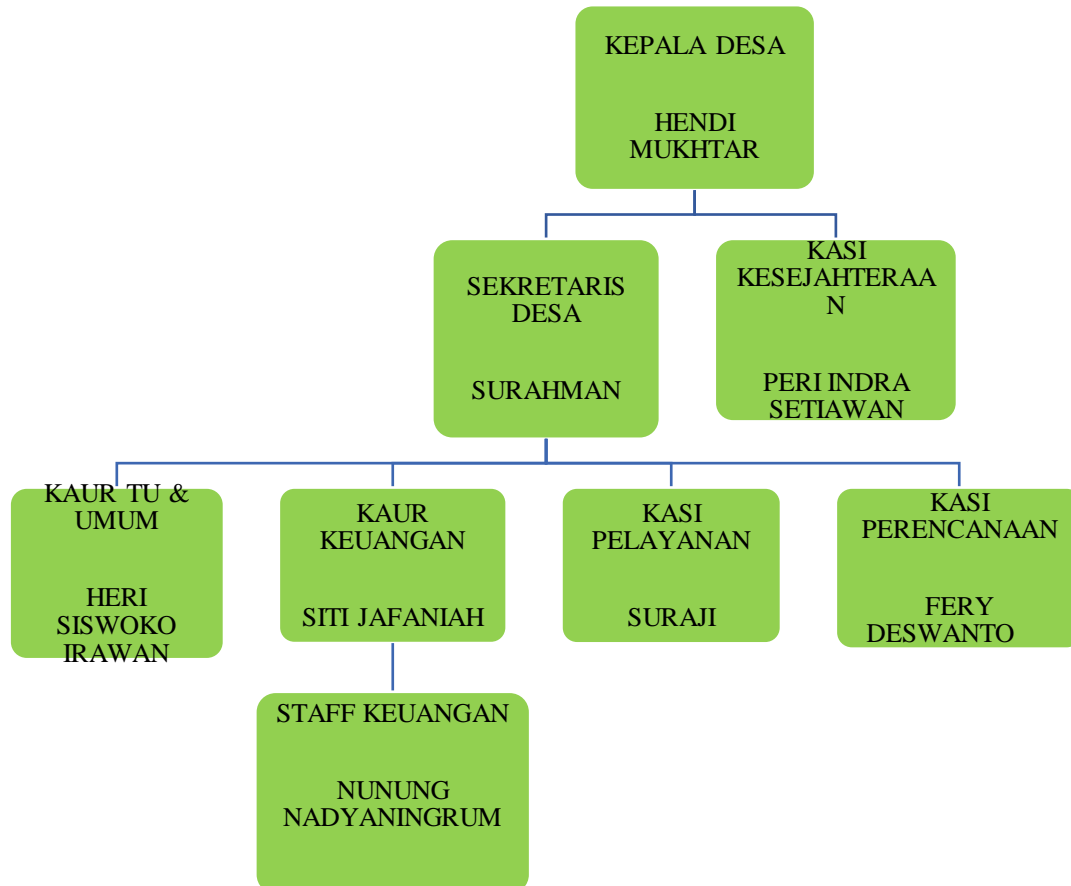 KEPALA DESA
HENDI
MUKHTAR
SEKRETARIS
DESA
SURAHMAN
KASI
KESEJAHTERAA
N
PERI INDRA
SETIAWAN
KAUR TU &
UMUM
HERI
SISWOKO
IRAWAN
KAUR
KEUANGAN
SITI JAFANIAH
KASI
PELAYANAN
SURAJI
KASI
PERENCANAAN
FERY
DESWANTO
STAFF KEUANGAN
NUNUNG
NADYANINGRUM